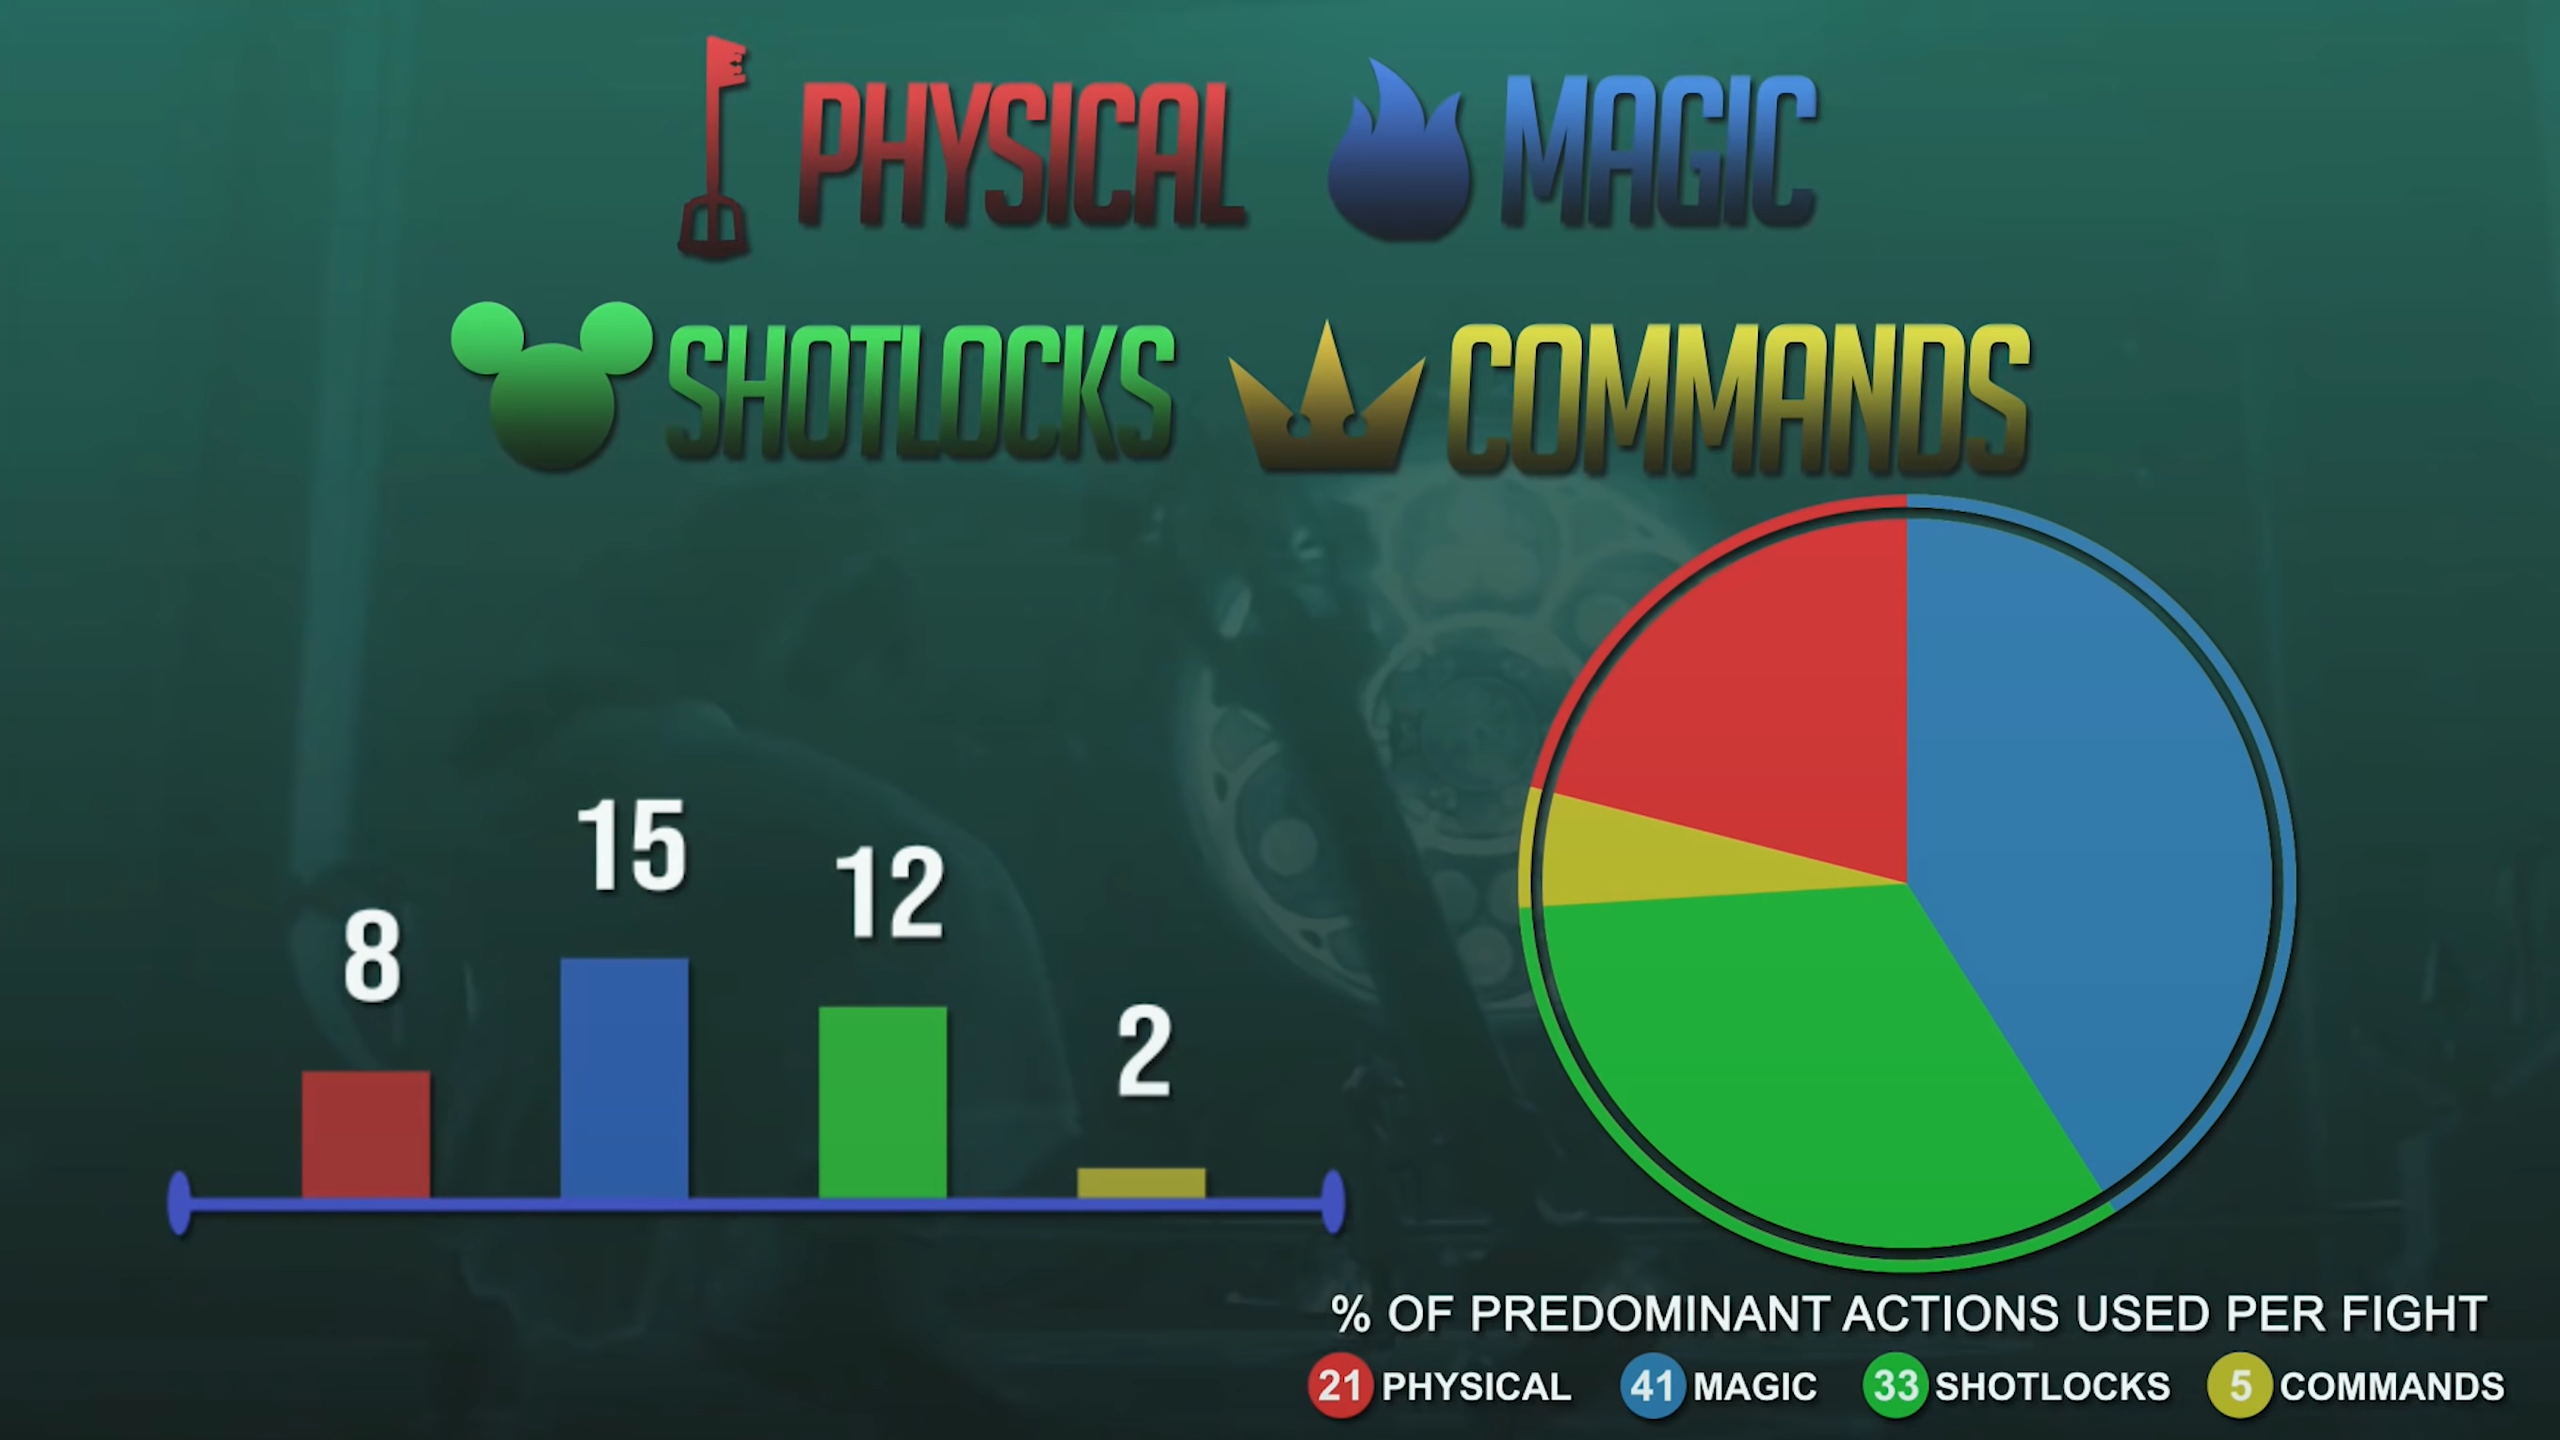 PHYSICAL MAGIC
SHOTLOCKS COMMANDS
8
15
12
2
% OF PREDOMINANT ACTIONS USED PER FIGHT
21 PHYSICAL 41 MAGIC 33 SHOTLOCKS 5 COMMANDS